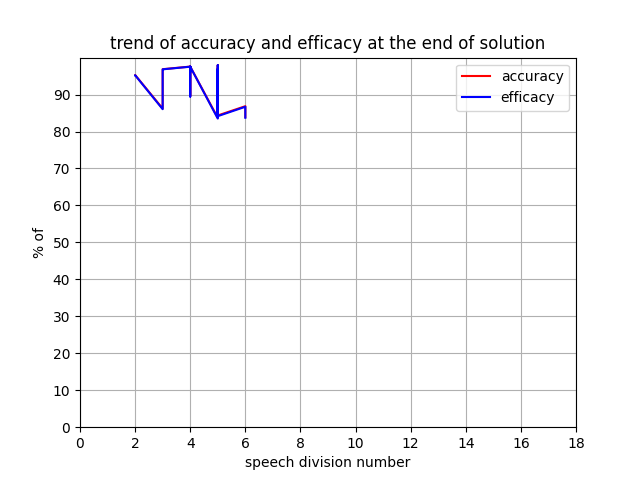 trend of accuracy and efficacy at the end of solution
accuracy
efficacy
90
80
70
60
50
40
30
20
10
0
% of
0 2 4 6 8 10 12 14 16 18
speech division number